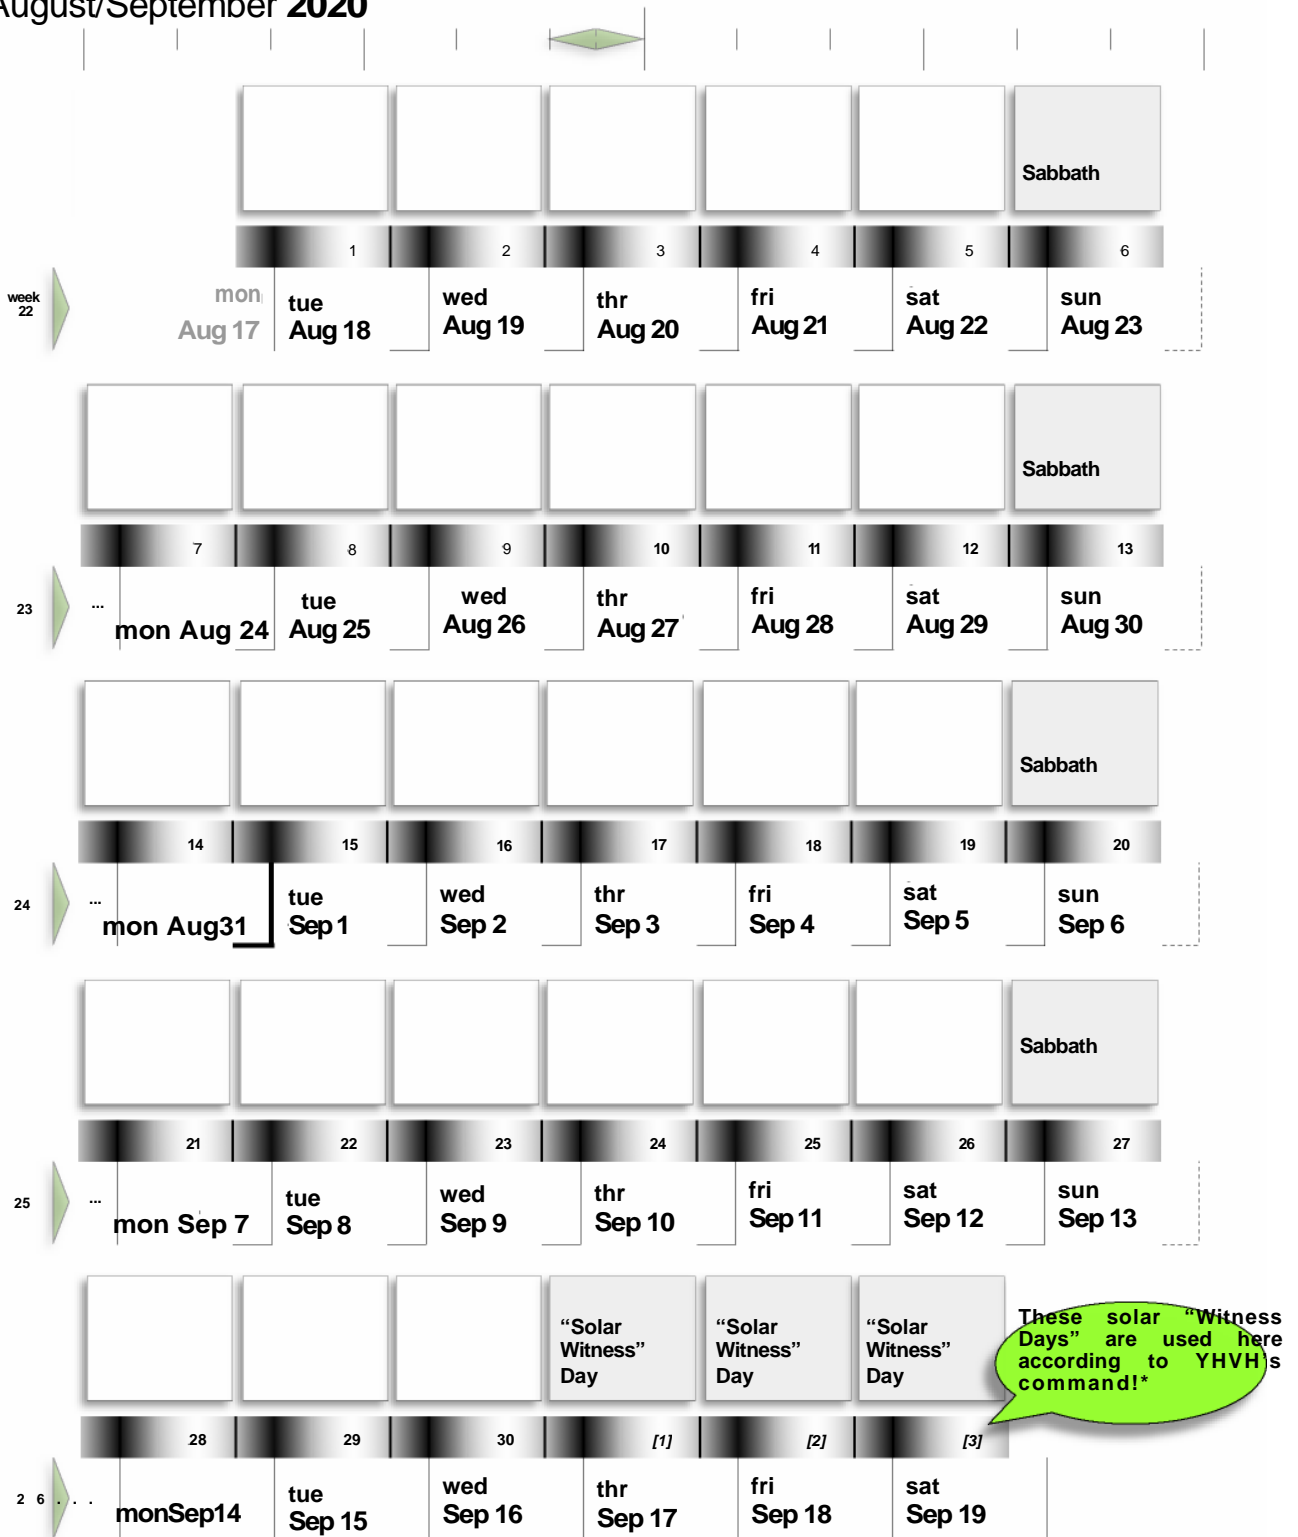 August/September 2020
Sabbath
1 2 3 4 5 6
week
22
mon tue wed thr fri sat sun
Aug 17 Aug 18 Aug 19 Aug 20 Aug 21 Aug 22 Aug 23
Sabbath
7 8 9 10 11 12 13
23
...
tue wed thr fri sat sun
mon Aug 24 Aug 25 Aug 26 Aug 27 Aug 28 Aug 29 Aug 30
Sabbath
14 15 16 17 18 19 20
24
...
tue wed thr fri sat sun
mon Aug31 Sep 1 Sep 2 Sep 3 Sep 4 Sep 5 Sep 6
Sabbath
21 22 23 24 25 26 27
25
...
tue wed thr fri sat sun
mon Sep 7 Sep 8 Sep 9 Sep 10 Sep 11 Sep 12 Sep 13
“Solar
Witness”
Day
“Solar
Witness”
Day
“Solar
Witness”
Day
These solar “Witness
Days” are used here
according to YHVH’s
command!*
28 29 30 [1] [2] [3]
2 6 . . .
tue wed thr fri sat
monSep14 Sep 15 Sep 16 Sep 17 Sep 18 Sep 19